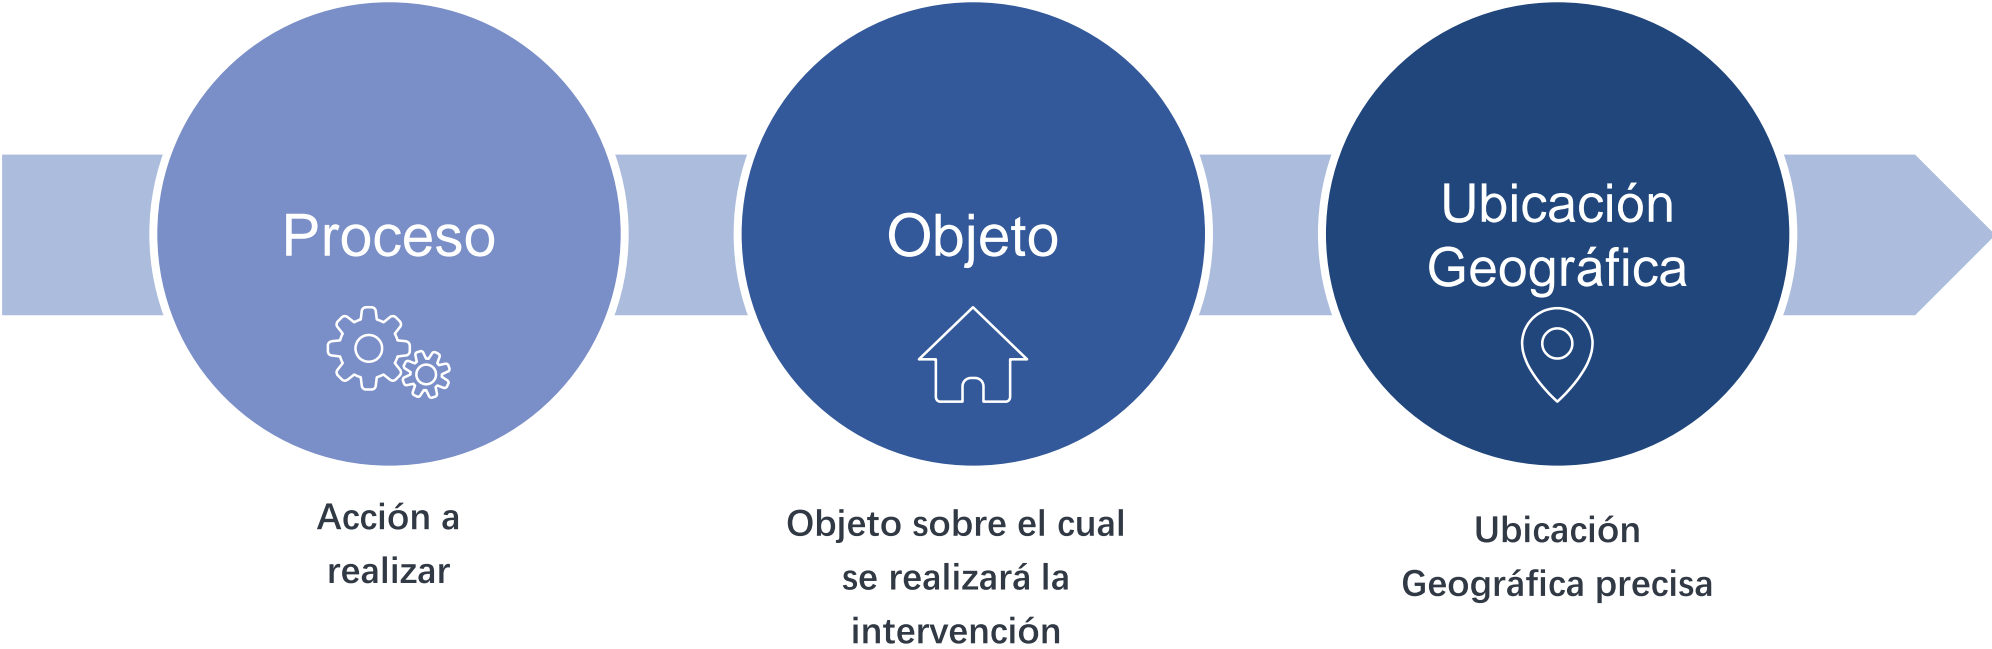 Proceso
Acción a
realizar
Objeto
Objeto sobre el cual
se realizará la
intervención
Ubicación
Geográfica
Ubicación
Geográfica precisa